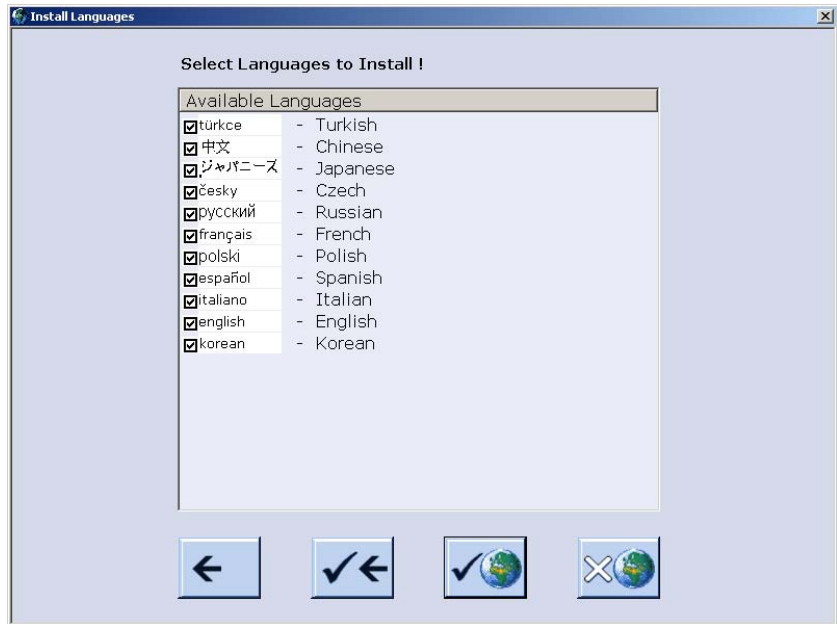 Install Languages
Select Languages to Install !
Available Languages
türkce - Turkish
中文 - Chinese
ジャパニーズ - Japanese
česky - Czech
русский - Russian
français - French
polski - Polish
español - Spanish
italiano - Italian
english - English
korean - Korean